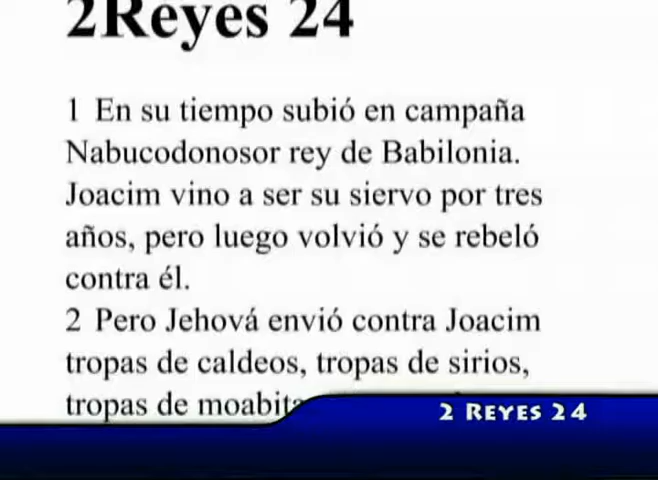 2Reyes 24
1 En su tiempo subió en campaña
Nabucodonosor rey de Babilonia.
Joacim vino a ser su siervo por tres
años, pero luego volvió y se rebeló
contra él.
2 Pero Jehová envió contra Joacim
tropas de caldeos, tropas de sirios,
tropas de
2 REYES 24